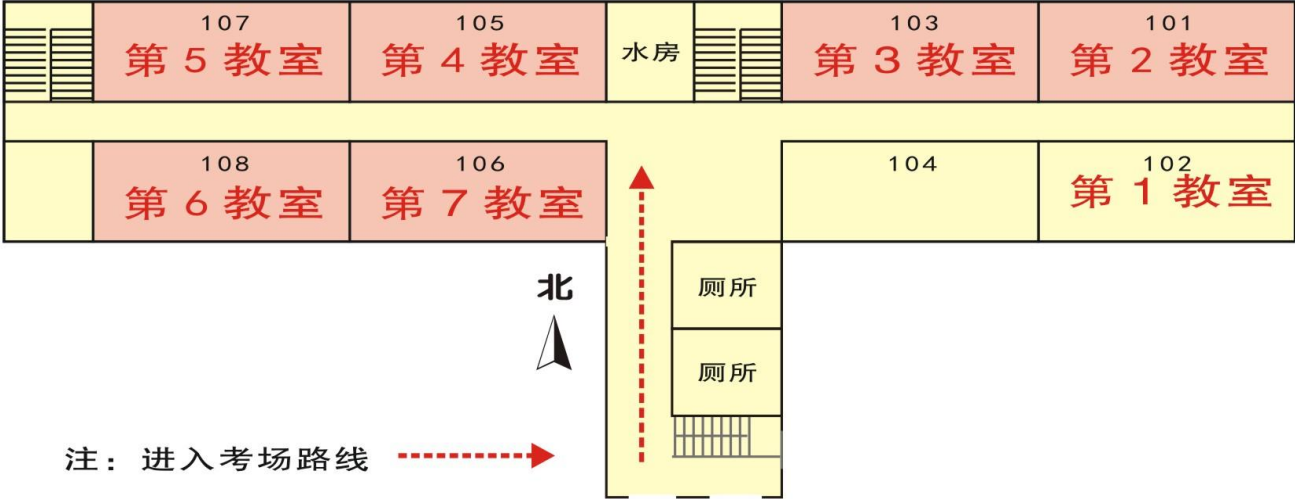 107
第5教室
105
第4教室
水房
103
第3教室
101
第2教室
108
第6教室
106
第7教室
104
102
第1教室
北
厕所
厕所
注：进入考场路线